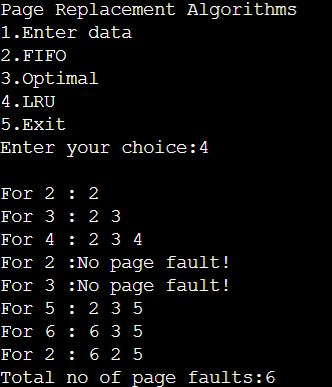 Page Replacement Algorithms
1.Enter data
2.FIFO
3.Optimal
4.LRU
5.Exit
Enter your choice:4
For 2 : 2
For 3 : 2 3
For 4 : 2 3 4
For 2 :No page fault!
For 3 :No page fault!
For 5 : 2 3 5
For 6 : 6 3 5
For 2 : 6 2 5
Total no of page faults:6